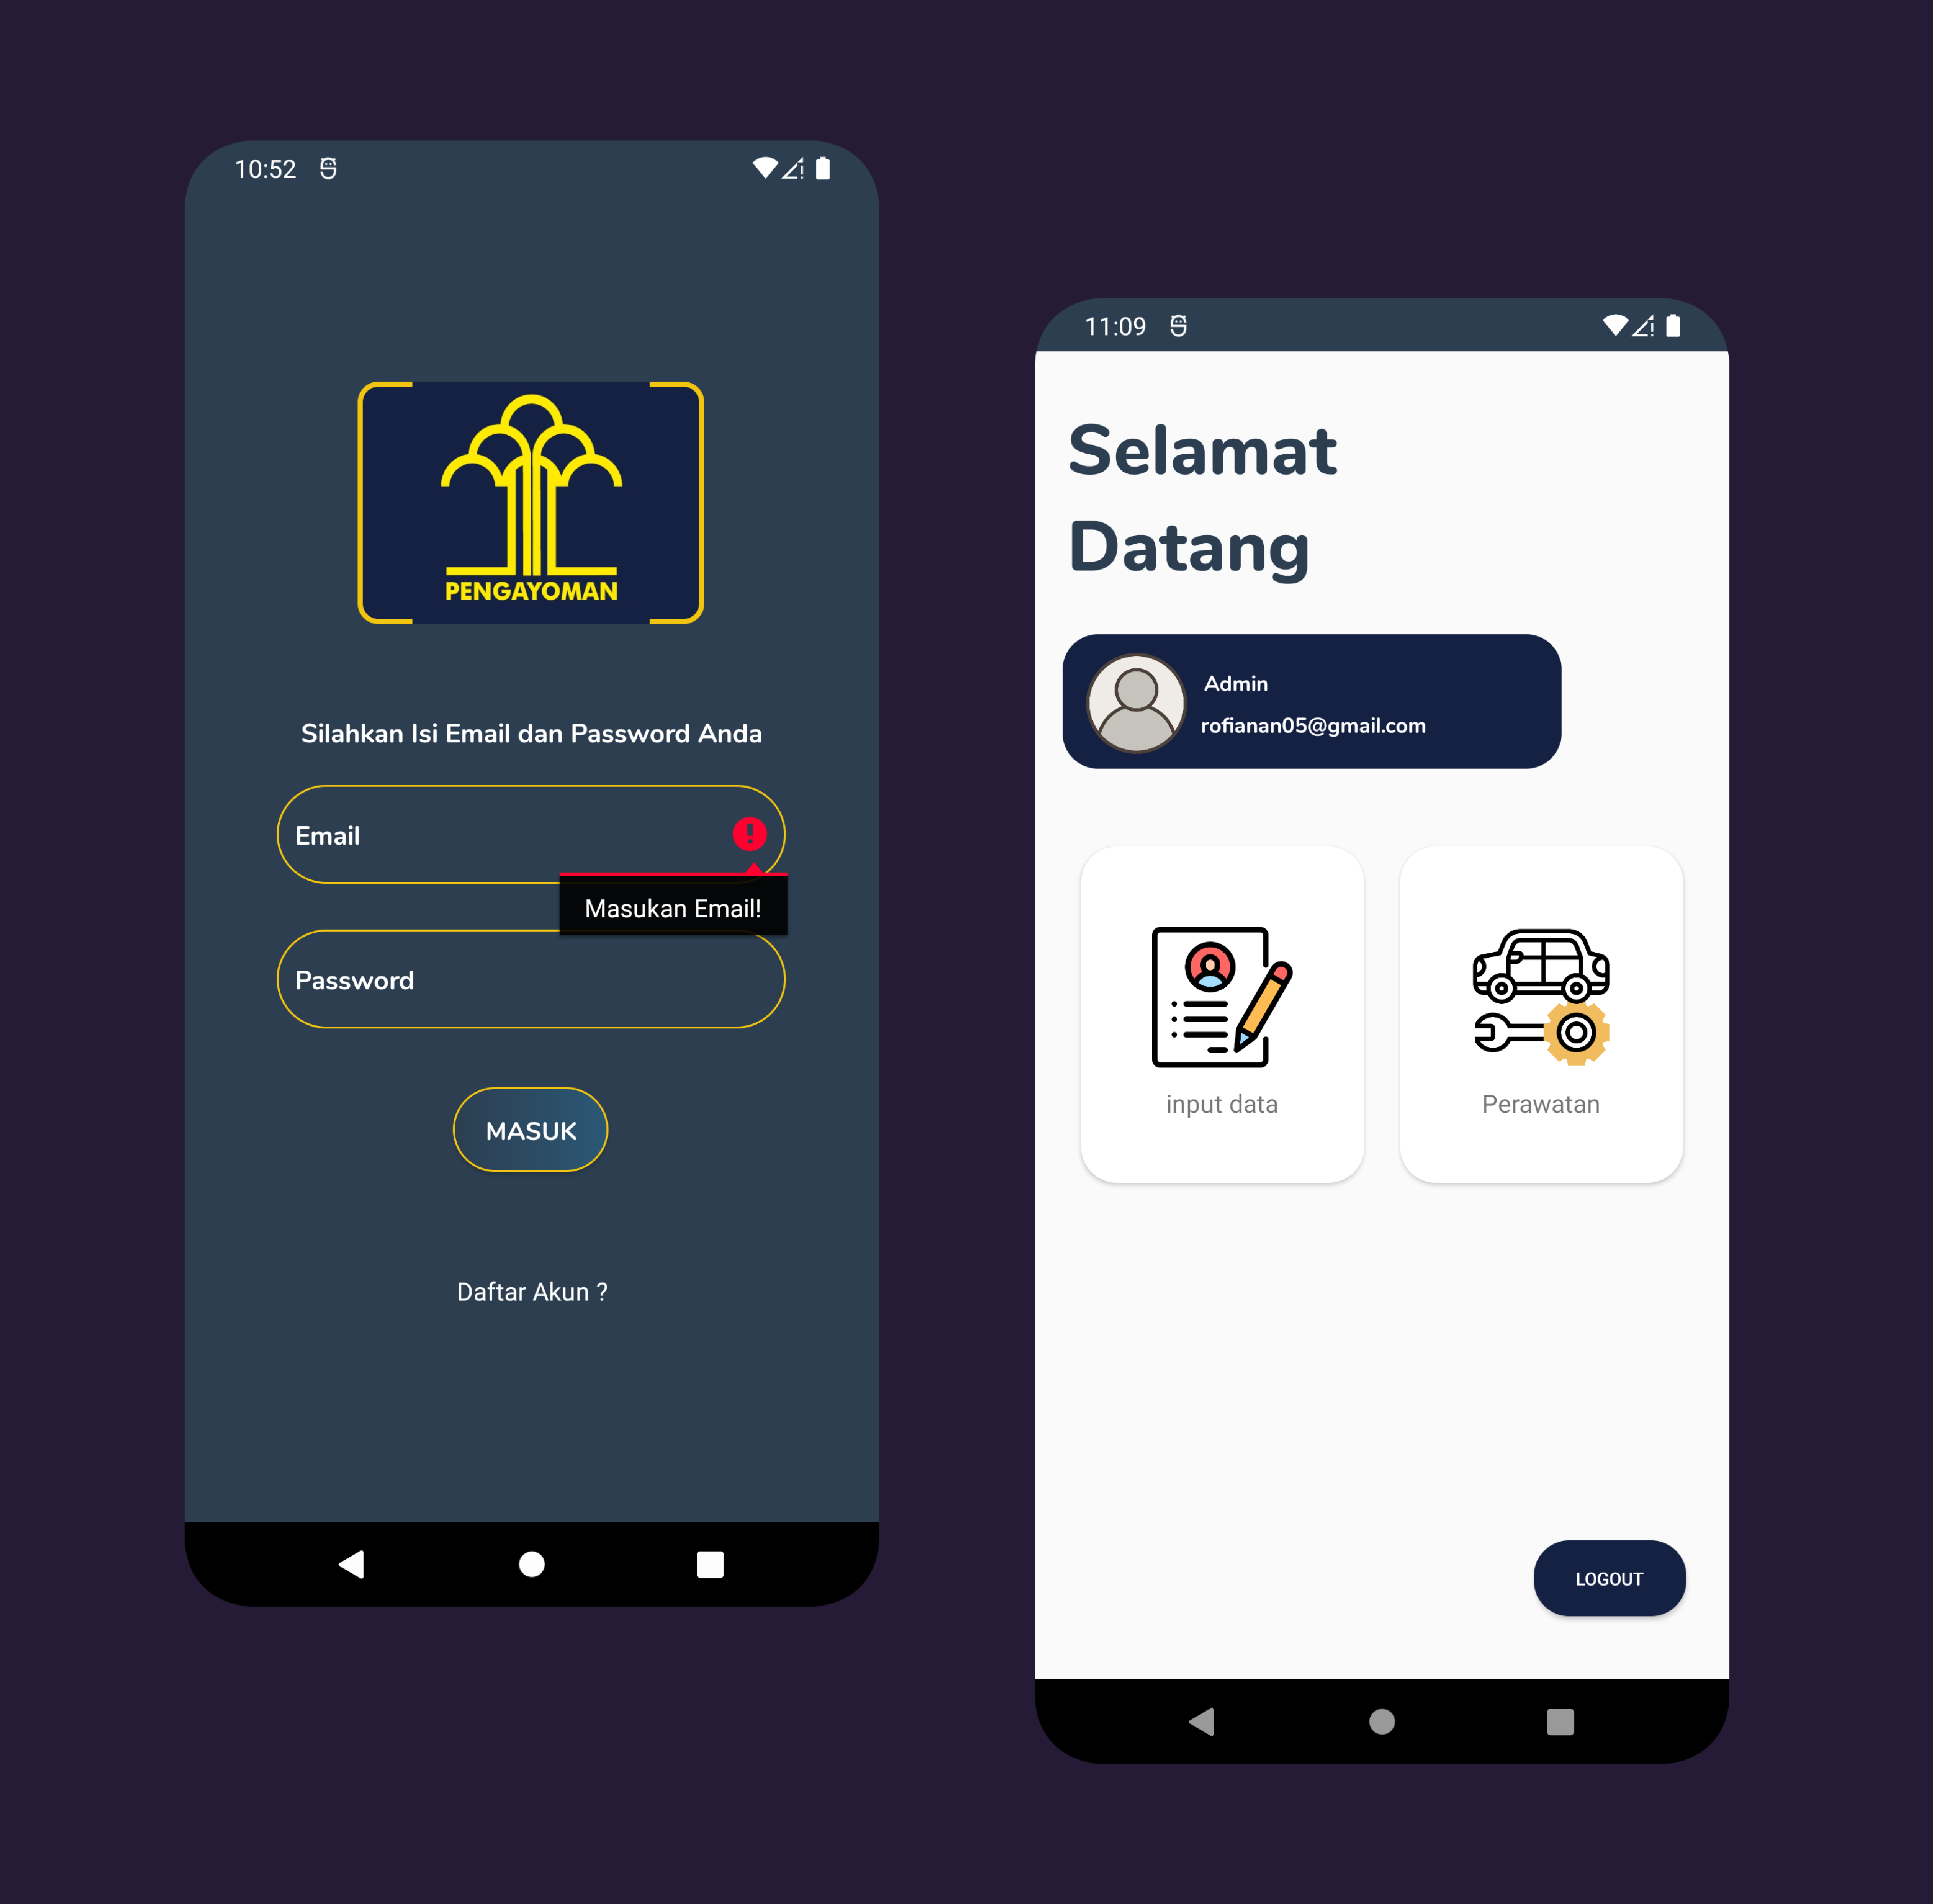 10:52
PENGAYOMAN
Silahkan Isi Email dan Password Anda
Email
Masukan Email!
Password
MASUK
Daftar Akun ?
11:09
Selamat
Datang
Admin
rofianan05@gmail.com
input data
Perawatan
LOGOUT